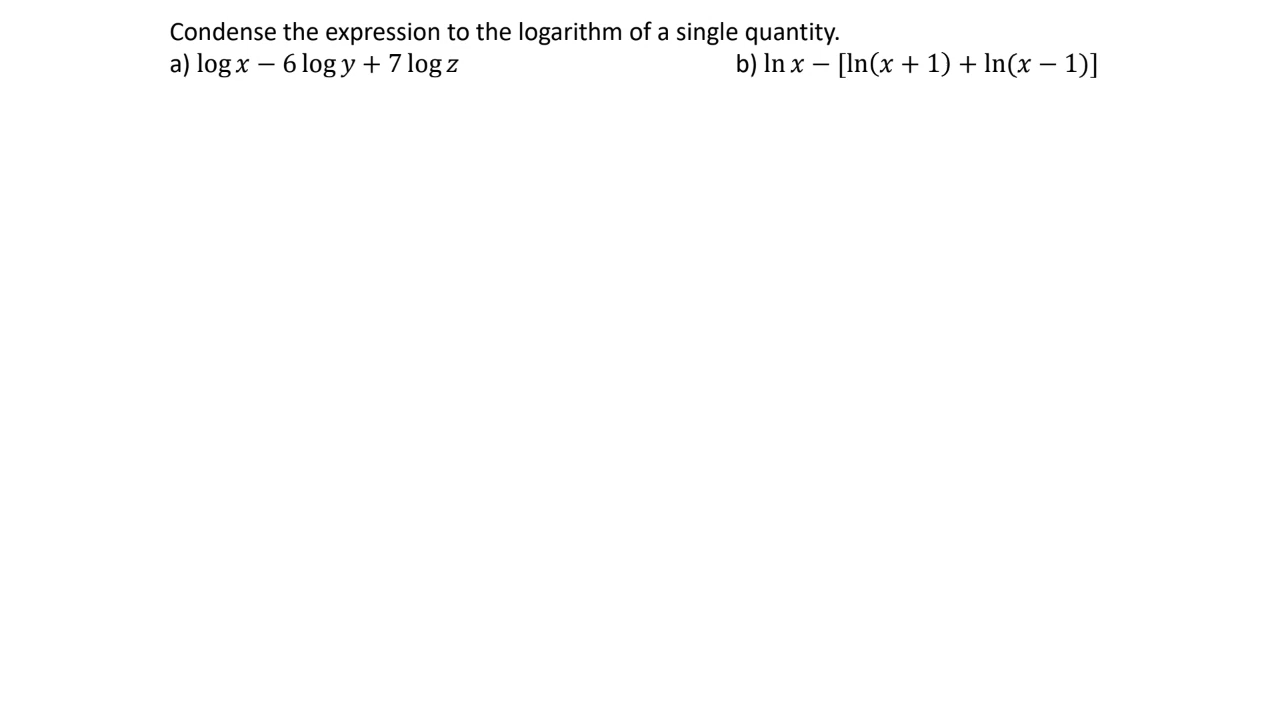 Condense the expression to the logarithm of a single quantity.
a) log 𝑥 − 6 log 𝑦 + 7 log 𝑧 b) ln 𝑥 − [ln(𝑥 + 1) + ln(𝑥 − 1)]